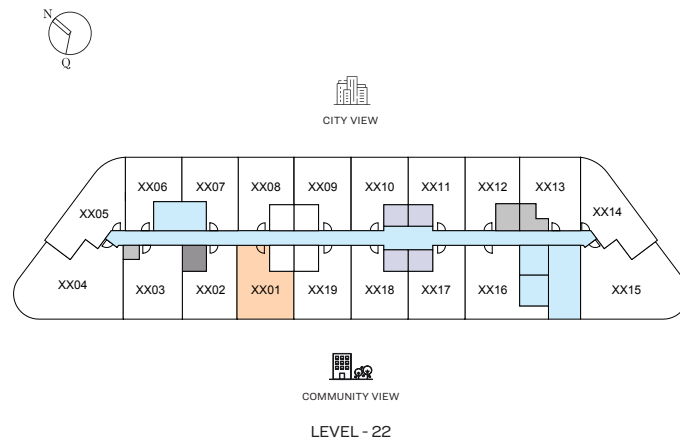 N
Q
CITY VIEW
XX06 XX07 XX08 XX09 XX10 XX11 XX12 XX13
XX05 XX14
XX04 XX03 XX02 XX01 XX19 XX18 XX17 XX16 XX15
COMMUNITY VIEW
LEVEL - 22